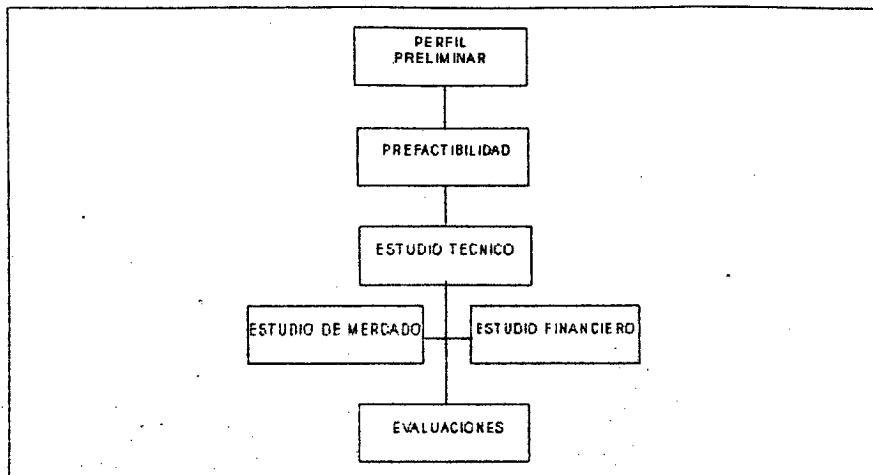 PERFIL
PRELIMINAR
PREFACTIBILIDAD
ESTUDIO TECNICO
ESTUDIO DE MERCADO
ESTUDIO FINANCIERO
EVALUACIONES